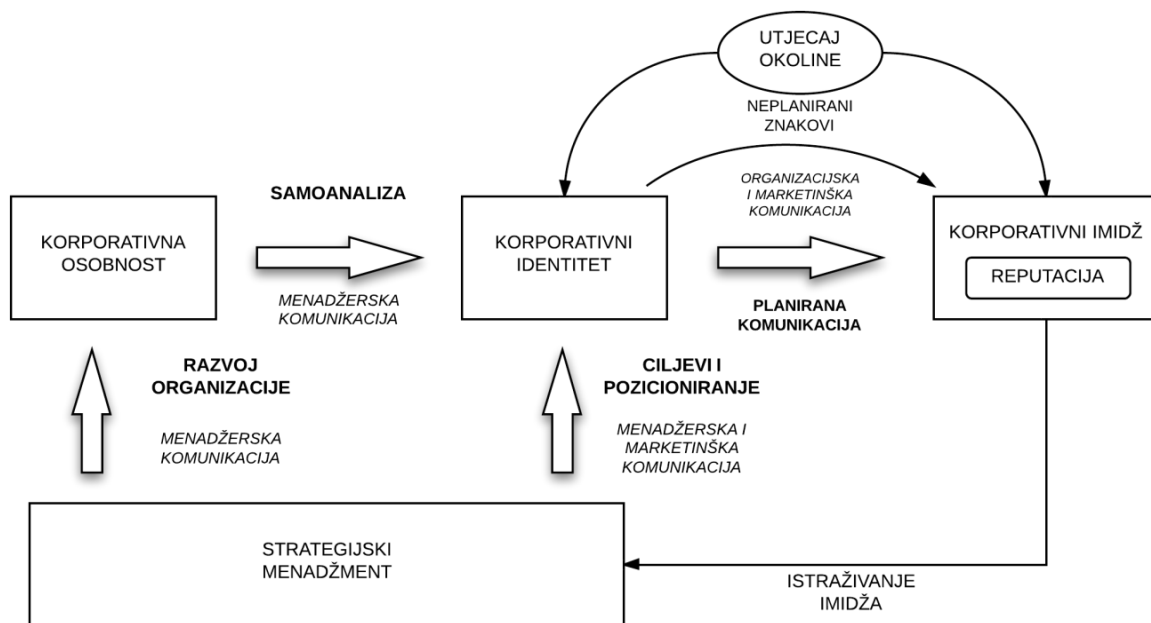 UTJECAJ
OKOLINE
NEPLANIRANI
ZNAKOVI
SAMOANALIZA
ORGANIZACIJSKA
I MARKETINŠKA
KOMUNIKACIJA
KORPORATIVNA
OSOBNOST
KORPORATIVNI
IDENTITET
KORPORATIVNI IMIDŽ
REPUTACIJA
MENADŽERSKA
KOMUNIKACIJA
PLANIRANA
KOMUNIKACIJA
RAZVOJ
ORGANIZACIJE
CILJEVI I
POZICIONIRANJE
MENADŽERSKA
KOMUNIKACIJA
MENADŽERSKA I
MARKETINŠKA
KOMUNIKACIJA
STRATEGIJSKI
MENADŽMENT
ISTRAŽIVANJE
IMIDŽA